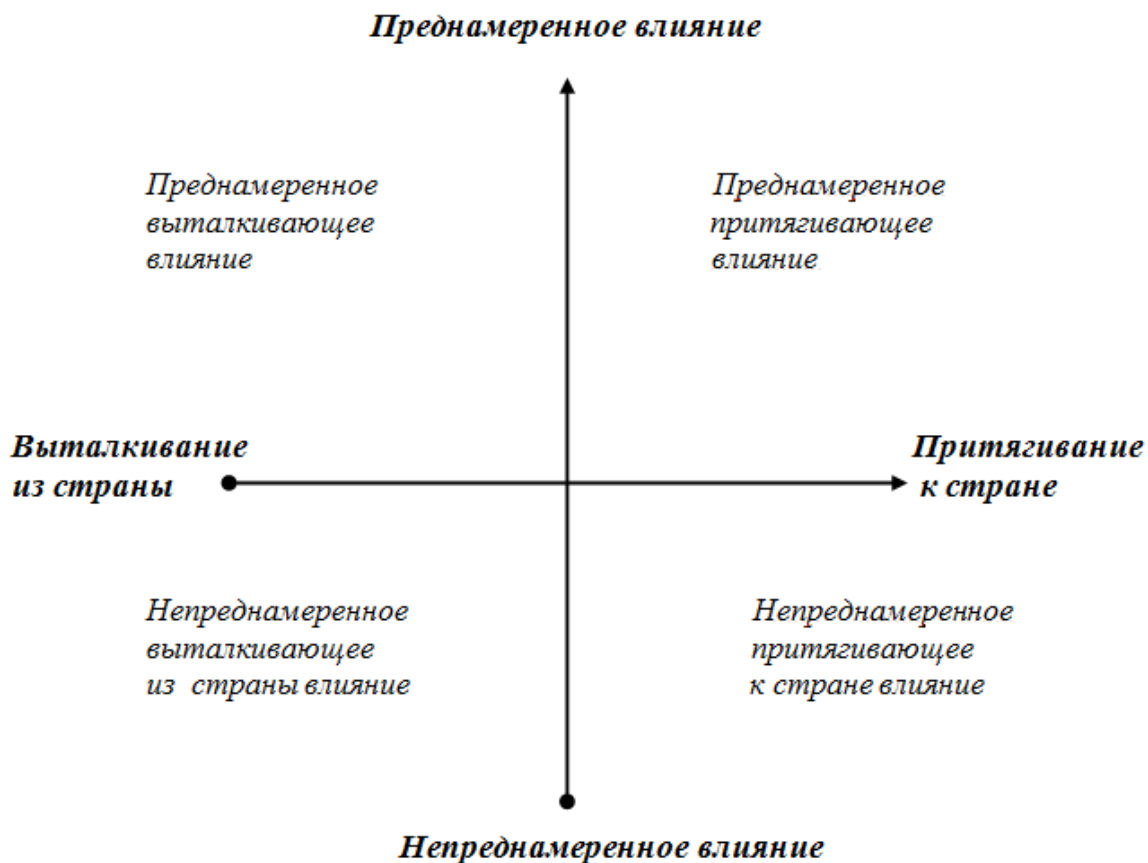 Преднамеренное влияние
Преднамеренное
выталкивающее
влияние
Преднамеренное
притягивающее
влияние
Выталкивание
из страны
Притягивание
к стране
Непреднамеренное
выталкивающее
из страны влияние
Непреднамеренное
притягивающее
к стране влияние
Непреднамеренное влияние